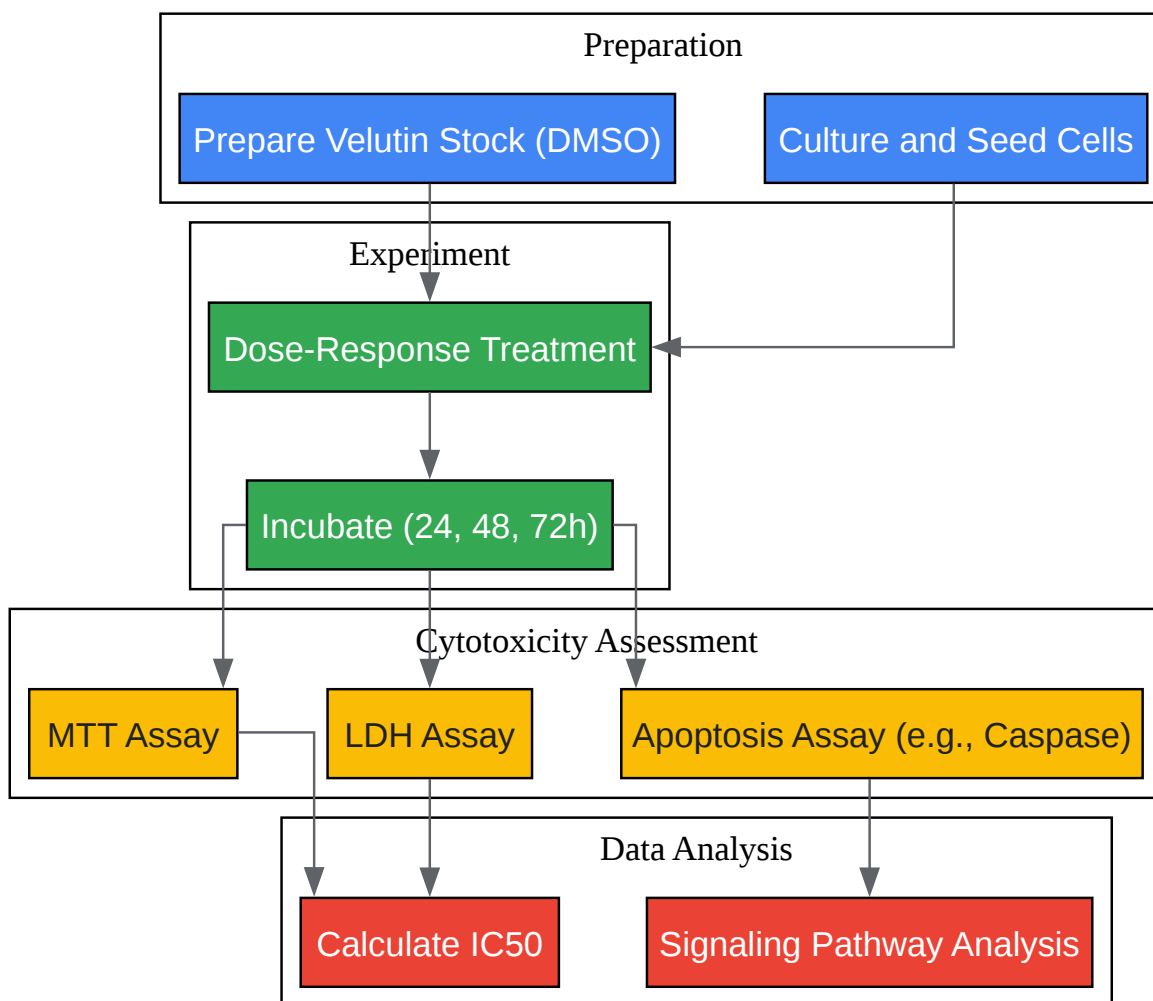 Preparation
Prepare Velutin Stock (DMSO)
Culture and Seed Cells
Experiment
Dose-Response Treatment
Incubate (24, 48, 72h)
Cytotoxicity Assessment
MTT Assay
LDH Assay
Apoptosis Assay (e.g., Caspase)
Data Analysis
Calculate IC50
Signaling Pathway Analysis